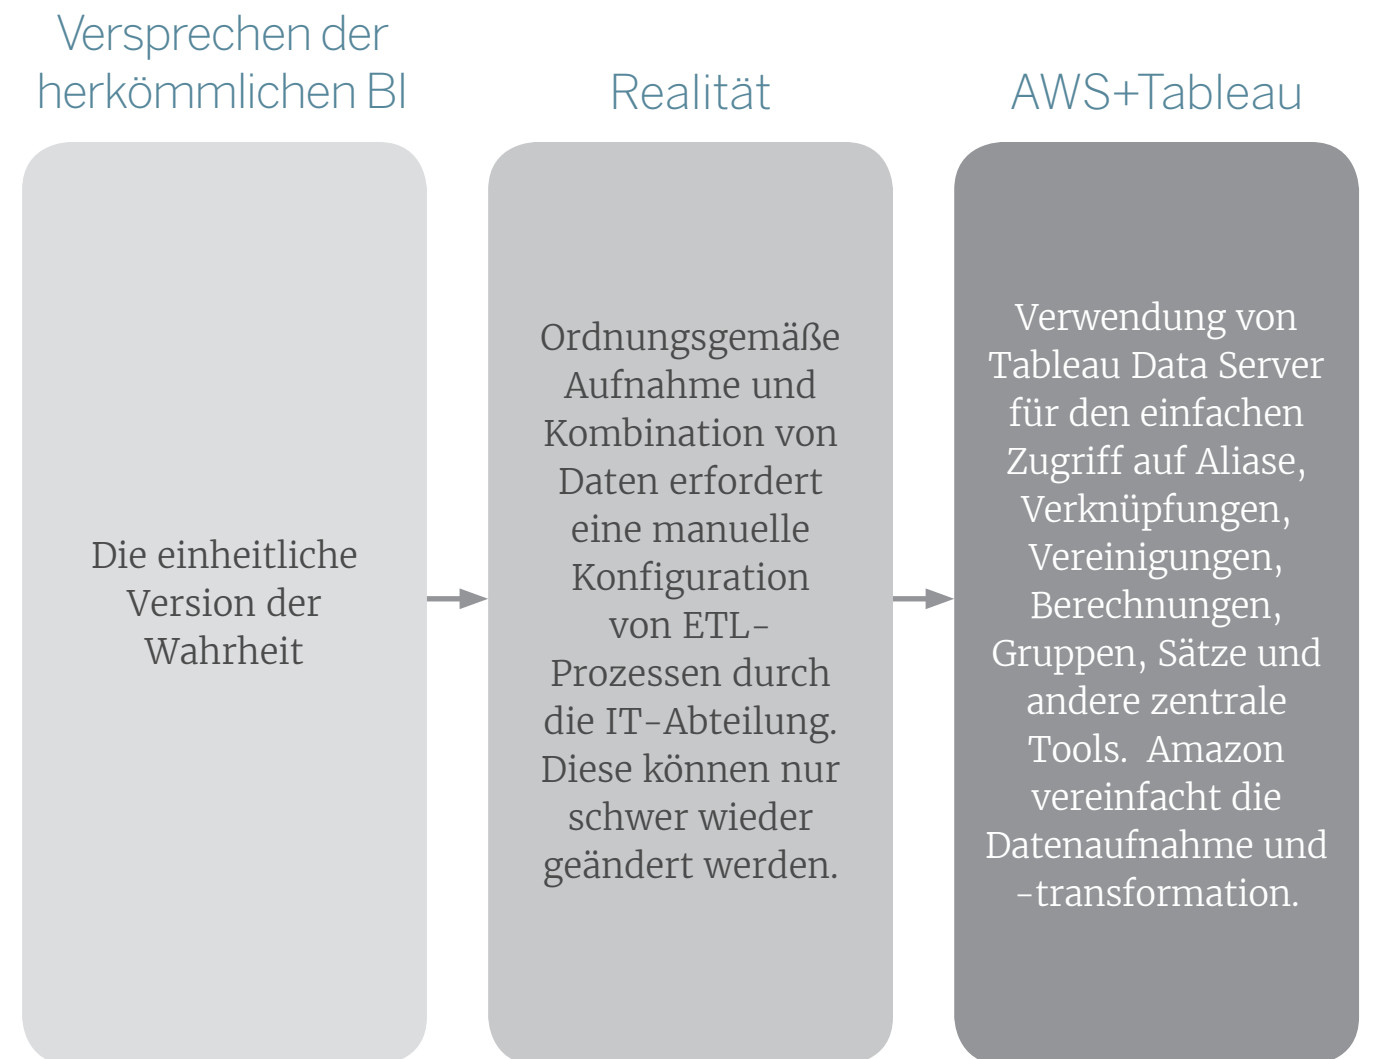 Versprechen der
herkömmlichen BI
Realität
AWS+Tableau
Die einheitliche
Version der
Wahrheit
Ordnungsgemäße
Aufnahme und
Kombination von
Daten erfordert
eine manuelle
Konfiguration
von ETL-
Prozessen durch
die IT-Abteilung.
Diese können nur
schwer wieder
geändert werden.
Verwendung von
Tableau Data Server
für den einfachen
Zugriff auf Aliase,
Verknüpfungen,
Vereinigungen,
Berechnungen,
Gruppen, Sätze und
andere zentrale
Tools.  Amazon
vereinfacht die
Datenaufnahme und
-transformation.